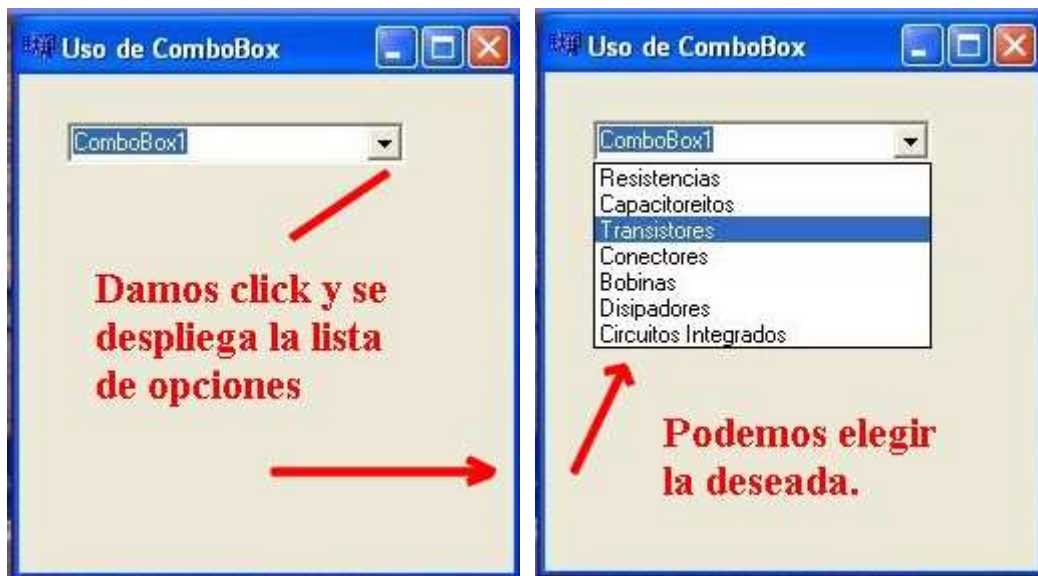 Uso de ComboBox
ComboBox1
Damos click y se
despliega la lista
de opciones
Uso de ComboBox
ComboBox1
Resistencias
Capacitoreitos
Transistores
Conectores
Bobinas
Disipadores
Circuitos Integrados
Podemos elegir
la deseada.